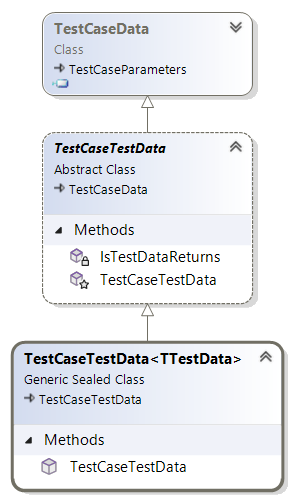 TestCaseData
Class
TestCaseParameters
TestCaseTestData
Abstract Class
TestCaseData
Methods
IsTestDataReturns
TestCaseTestData
TestCaseTestData<TTestData>
Generic Sealed Class
TestCaseTestData
Methods
TestCaseTestData